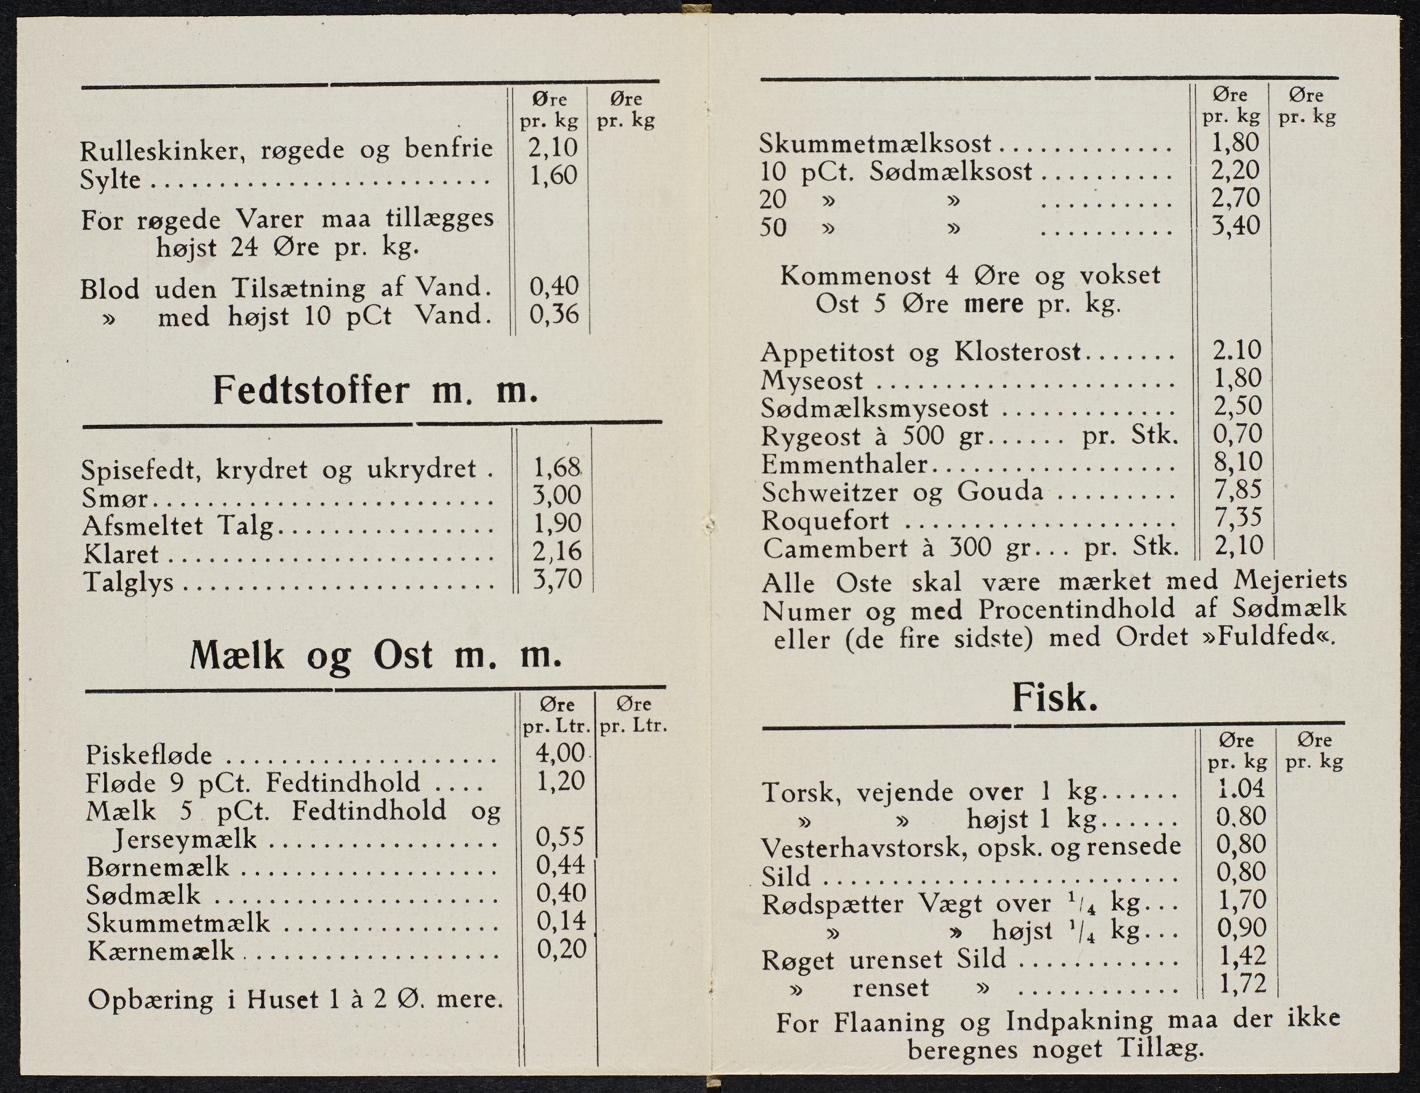 Øre Øre
pr. kg pr. kg
Rulleskinker, røgede og benfrie 2,10
Sylte ......................... 1,60
For røgede Varer maa tillægges
højst 24 Øre pr. kg.
Blod uden Tilsætning af Vand. 0,40
» med højst 10 pCt Vand. 0,36
Fedtstoffer m. m.
Spisefedt, krydret og ukrydret . 1,68
Smør......................... 3,00
Afsmeltet Talg................ 1,90
Klaret ........................ 2,16
Talglys ....................... 3,70
Mælk og Ost m. m.
Øre Øre
pr. Ltr. pr. Ltr.
Piskefløde .................... 4,00
Fløde 9 pCt. Fedtindhold .... 1,20
Mælk 5 pCt. Fedtindhold og
Jerseymælk ................. 0,55
Børnemælk ................... 0,44
Sødmælk ..................... 0,40
Skummetmælk ................ 0,14
Kærnemælk ................... 0,20
Opbæring i Huset 1 à 2 Ø. mere.
Øre Øre
pr. kg pr. kg
Skummetmælksost............. 1,80
10 pCt. Sødmælksost.......... 2,20
20 » » .......... 2,70
50 » » .......... 3,40
Kommenost 4 Øre og vokset
Ost 5 Øre mere pr. kg.
Appetitost og Klosterost....... 2.10
Myseost ...................... 1,80
Sødmælksmyseost ............. 2,50
Rygeost à 500 gr...... pr. Stk. 0,70
Emmenthaler.................. 8,10
Schweitzer og Gouda ......... 7,85
Roquefort .................... 7,35
Camembert à 300 gr... pr. Stk. 2,10
Alle Oste skal være mærket med Mejeriets
Numer og med Procentindhold af Sødmælk
eller (de fire sidste) med Ordet »Fuldfed«.
Fisk.
Øre Øre
pr. kg pr. kg
Torsk, vejende over 1 kg...... 1.04
» » højst 1 kg...... 0.80
Vesterhavstorsk, opsk. og rensede 0,80
Sild .......................... 0,80
Rødspætter Vægt over 1/4 kg... 1,70
» » højst 1/4 kg... 0,90
Røget urenset Sild ............ 1,42
» renset » ............ 1,72
For Flaaning og Indpakning maa der ikke
beregnes noget Tillæg.